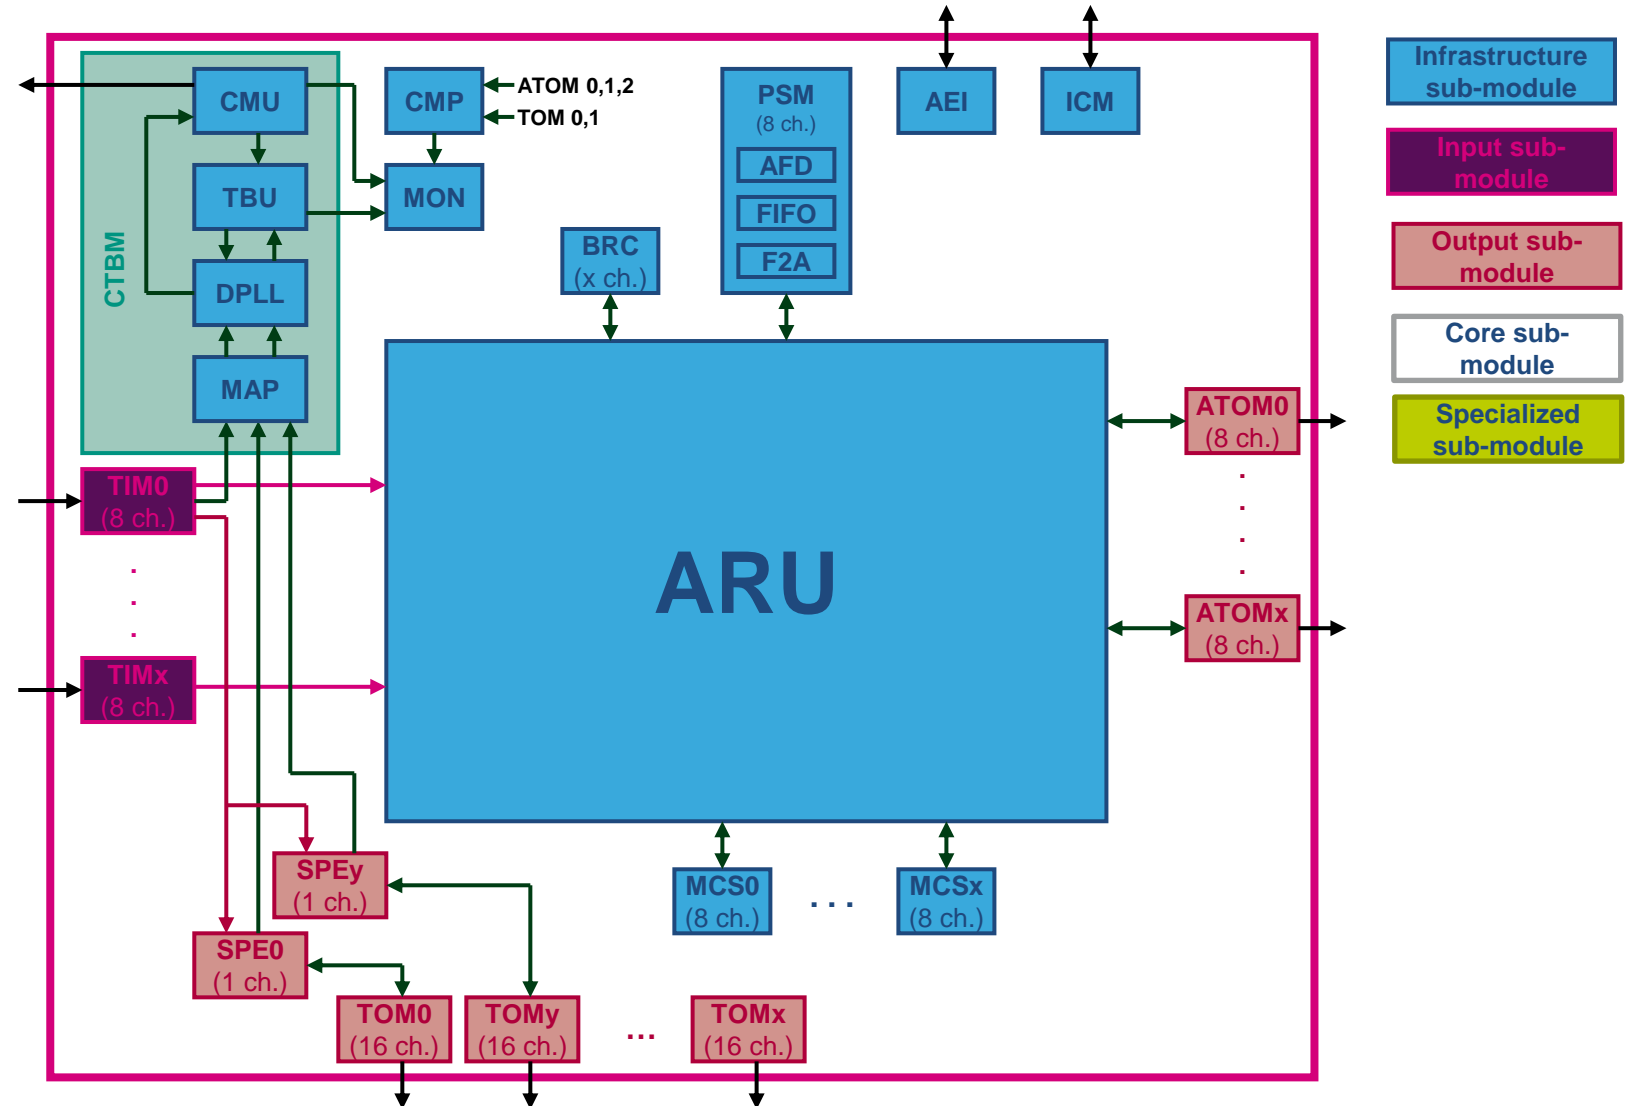 CMU
CMP
ATOM 0,1,2
TOM 0,1
PSM
(8 ch.)
AFD
FIFO
F2A
AEI
ICM
Infrastructure
sub-module
Input sub-
module
Output sub-
module
Core sub-
module
Specialized
sub-module
TBU
MON
CTBM
DPLL
MAP
BRC
(x ch.)
ARU
TIM0
(8 ch.)
.
.
.
TIMx
(8 ch.)
ATOM0
(8 ch.)
.
.
.
.
ATOMx
(8 ch.)
SPEy
(1 ch.)
SPE0
(1 ch.)
MCS0
(8 ch.)
. . .
MCSx
(8 ch.)
TOM0
(16 ch.)
TOMy
(16 ch.)
...
TOMx
(16 ch.)